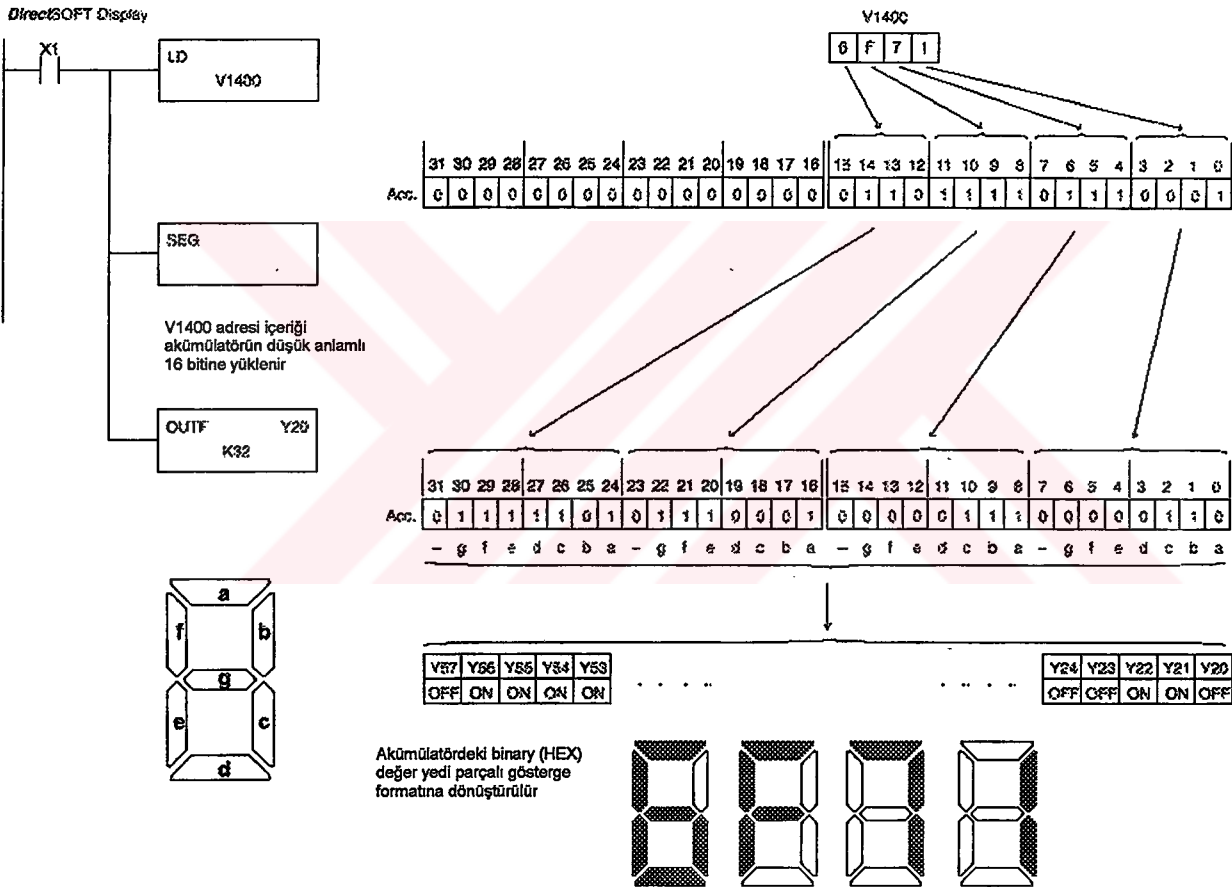 DirectSOFT Display
X1
LD
V1400
SEG
V1400 adresi içeriği
akümülatörün düşük anlamlı
16 bitine yüklenir
OUTF Y20
K32
V1400
6 F 7 1
31 30 29 28 27 26 25 24 23 22 21 20 19 18 17 16 15 14 13 12 11 10 9 8 7 6 5 4 3 2 1 0
Acc. 0 0 0 0 0 0 0 0 0 0 0 0 0 0 0 0 0 1 1 0 1 1 1 1 0 1 1 1 0 0 0 1
31 30 29 28 27 26 25 24 23 22 21 20 19 18 17 16 15 14 13 12 11 10 9 8 7 6 5 4 3 2 1 0
Acc. 0 1 1 1 1 1 0 1 0 1 1 1 0 0 0 1 0 0 0 0 0 1 1 1 0 0 0 0 0 1 1 0
– g f e d c b a – g f e d c b a – g f e d c b a – g f e d c b a
Y57 Y56 Y55 Y54 Y53 . . . . . . . . Y24 Y23 Y22 Y21 Y20
OFF ON ON ON ON OFF OFF ON ON OFF
a
f b
g
e c
d
Akümülatördeki binary (HEX)
değer yedi parçalı gösterge
formatına dönüştürülür